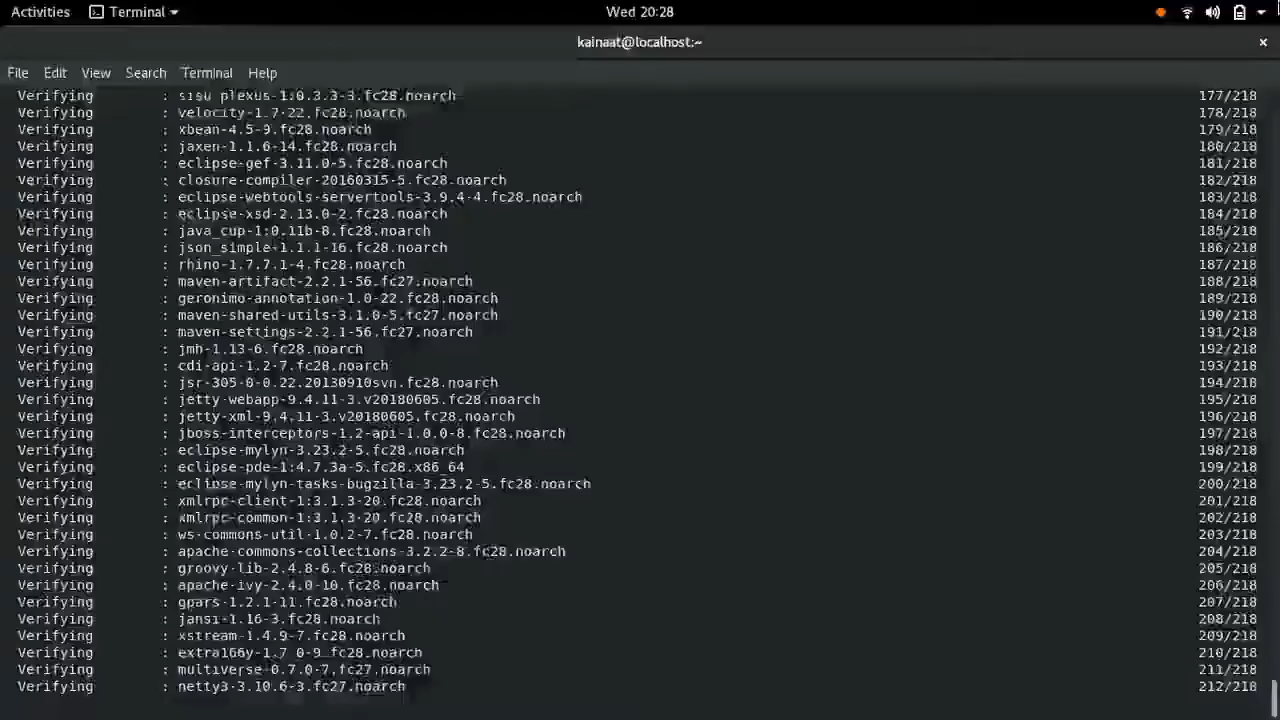 Activities Terminal Wed 20:28
kainaat@localhost:~ ×
File Edit View Search Terminal Help
Verifying : sisu plexus-1:0.3.3-3.fc28.noarch 177/218
Verifying : velocity-1.7-22.fc28.noarch 178/218
Verifying : xbean-4.5-9.fc28.noarch 179/218
Verifying : jaxen-1.1.6-14.fc28.noarch 180/218
Verifying : eclipse-gef-3.11.0-5.fc28.noarch 181/218
Verifying : closure-compiler-20160315-5.fc28.noarch 182/218
Verifying : eclipse-webtools-servertools-3.9.4-4.fc28.noarch 183/218
Verifying : eclipse-xsd-2.13.0-2.fc28.noarch 184/218
Verifying : java_cup-1:0.11b-8.fc28.noarch 185/218
Verifying : json_simple-1.1.1-16.fc28.noarch 186/218
Verifying : rhino-1.7.7.1-4.fc28.noarch 187/218
Verifying : maven-artifact-2.2.1-56.fc27.noarch 188/218
Verifying : geronimo-annotation-1.0-22.fc28.noarch 189/218
Verifying : maven-shared-utils-3.1.0-5.fc27.noarch 190/218
Verifying : maven-settings-2.2.1-56.fc27.noarch 191/218
Verifying : jmh-1.13-6.fc28.noarch 192/218
Verifying : cdi-api-1.2-7.fc28.noarch 193/218
Verifying : jsr-305-0-0.22.20130910svn.fc28.noarch 194/218
Verifying : jetty-webapp-9.4.11-3.v20180605.fc28.noarch 195/218
Verifying : jetty-xml-9.4.11-3.v20180605.fc28.noarch 196/218
Verifying : jboss-interceptors-1.2-api-1.0.0-8.fc28.noarch 197/218
Verifying : eclipse-mylyn-3.23.2-5.fc28.noarch 198/218
Verifying : eclipse-pde-1:4.7.3a-5.fc28.x86_64 199/218
Verifying : eclipse-mylyn-tasks-bugzilla-3.23.2-5.fc28.noarch 200/218
Verifying : xmlrpc-client-1:3.1.3-20.fc28.noarch 201/218
Verifying : xmlrpc-common-1:3.1.3-20.fc28.noarch 202/218
Verifying : ws-commons-util-1.0.2-7.fc28.noarch 203/218
Verifying : apache-commons-collections-3.2.2-8.fc28.noarch 204/218
Verifying : groovy-lib-2.4.8-6.fc28.noarch 205/218
Verifying : apache-ivy-2.4.0-10.fc28.noarch 206/218
Verifying : gpars-1.2.1-11.fc28.noarch 207/218
Verifying : jansi-1.16-3.fc28.noarch 208/218
Verifying : xstream-1.4.9-7.fc28.noarch 209/218
Verifying : extra166y-1.7 0-9 fc28.noarch 210/218
Verifying : multiverse-0.7.0-7.fc27.noarch 211/218
Verifying : netty3-3.10.6-3.fc27.noarch 212/218